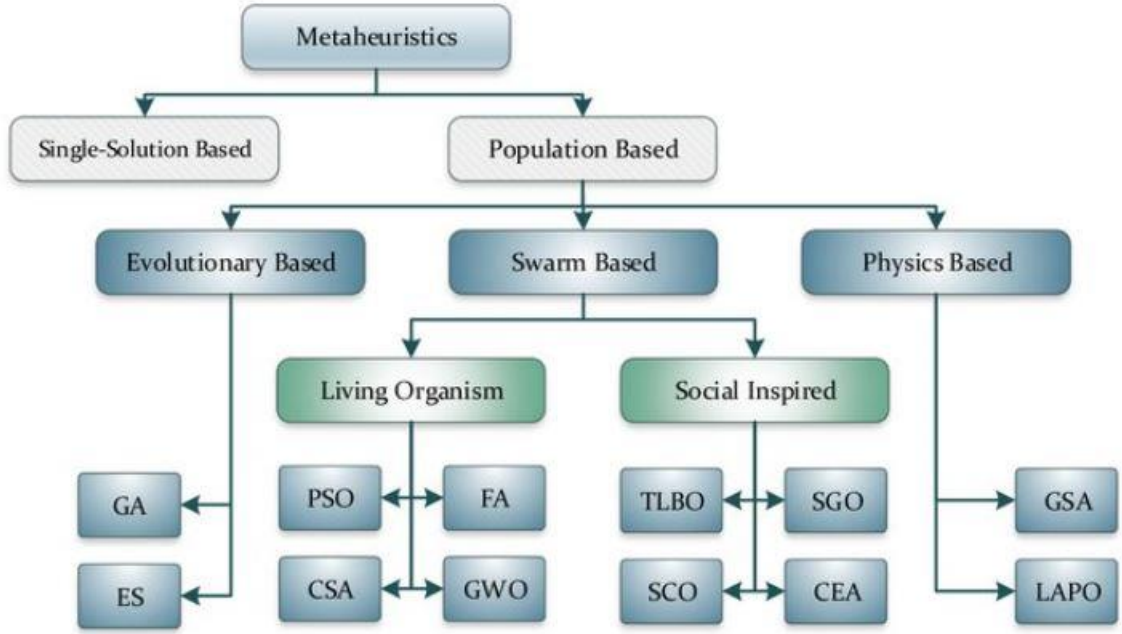 Metaheuristics
Single-Solution Based
Population Based
Evolutionary Based
Swarm Based
Physics Based
Living Organism
Social Inspired
GA
PSO
FA
TLBO
SGO
GSA
ES
CSA
GWO
SCO
CEA
LAPO